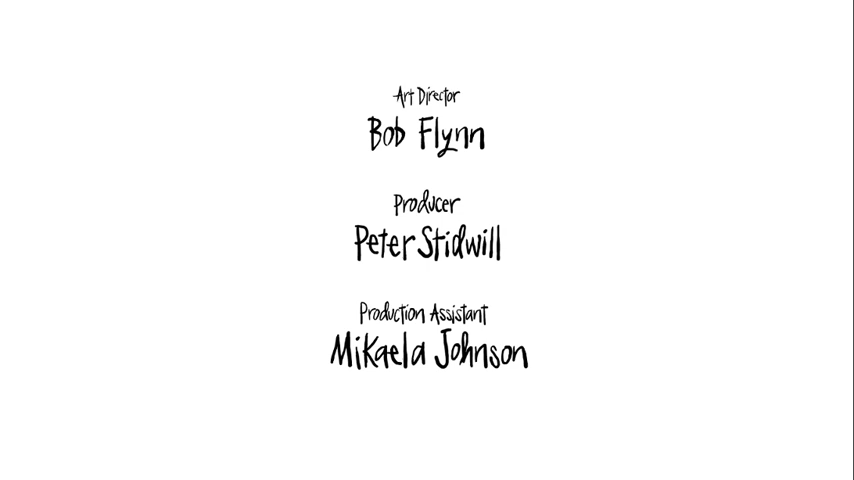 Art Director
Bob Flynn
Producer
Peter Stidwill
Production Assistant
Mikaela Johnson